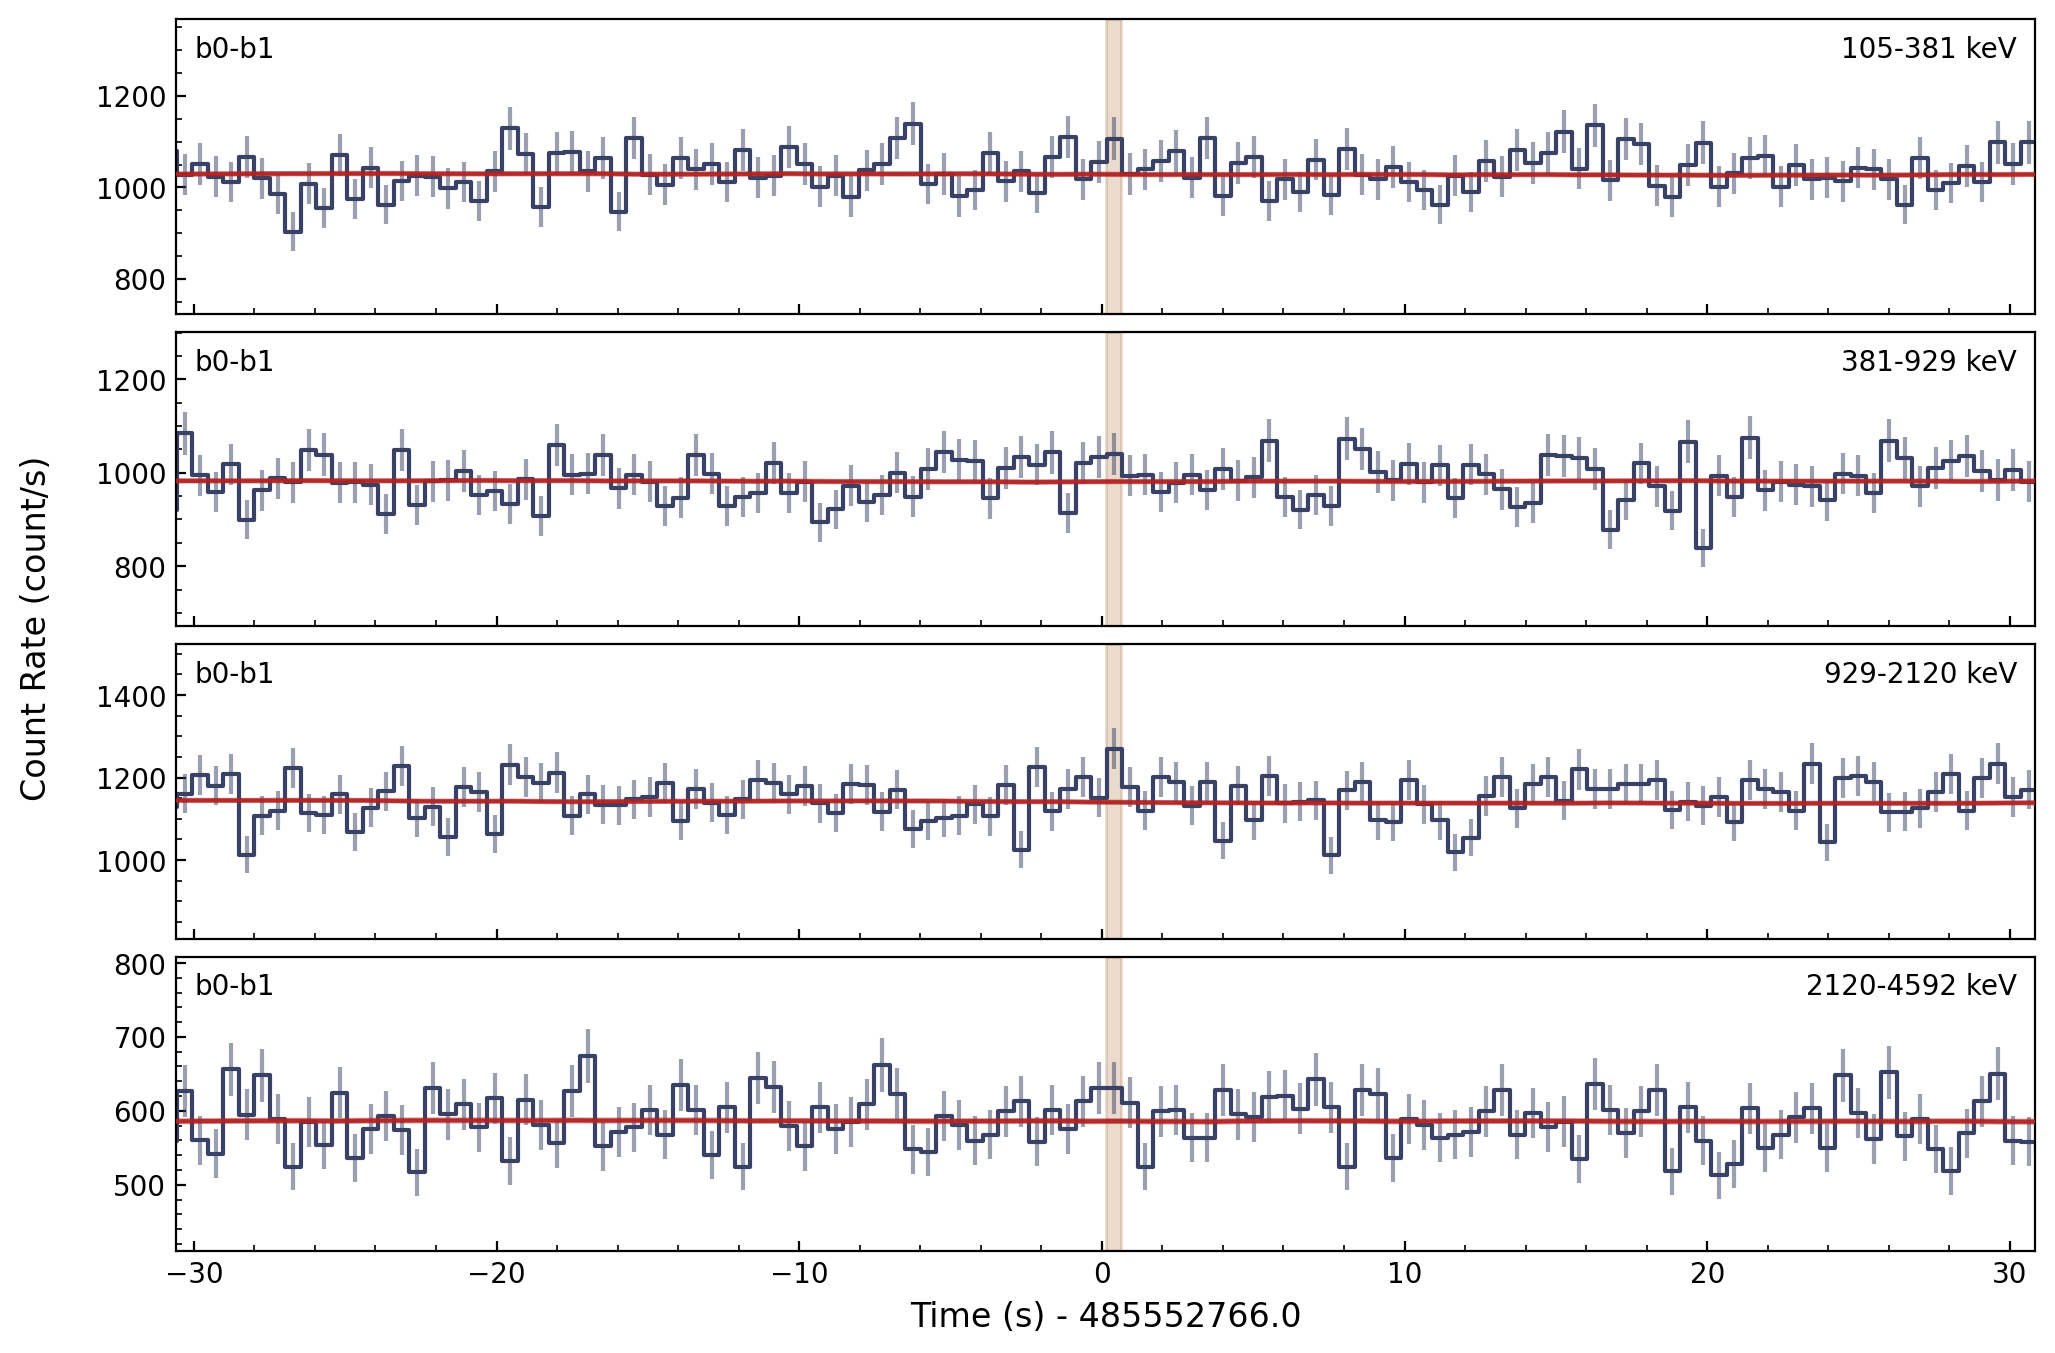 b0-b1 105-381 keV
1200
1000
800
b0-b1 381-929 keV
1200
1000
800
b0-b1 929-2120 keV
1400
1200
1000
b0-b1 2120-4592 keV
800
700
600
500
Count Rate (count/s)
−30 −20 −10 0 10 20 30
Time (s) - 485552766.0